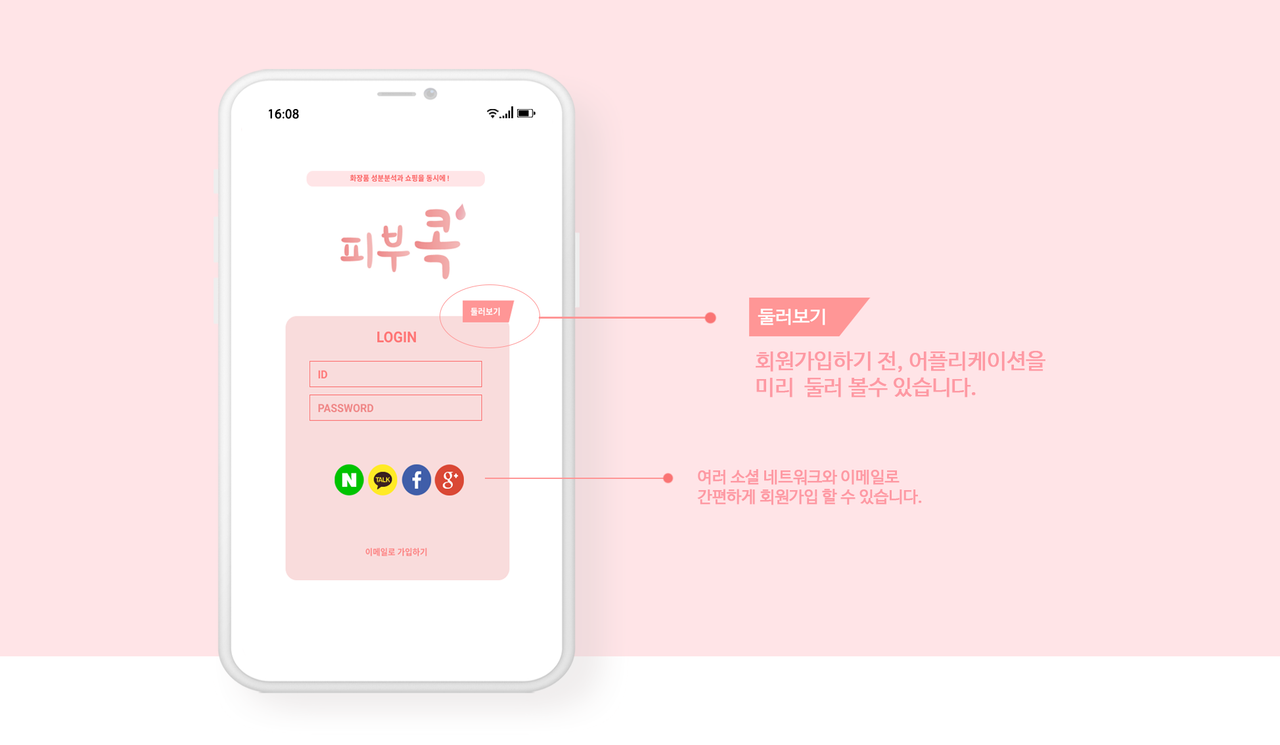 16:08
화장품 성분분석과 쇼핑을 동시에 !
피부콕
둘러보기
LOGIN
ID
PASSWORD
N
TALK
f
g+
이메일로 가입하기
둘러보기
회원가입하기 전, 어플리케이션을
미리 둘러 볼수 있습니다.
여러 소셜 네트워크와 이메일로
간편하게 회원가입 할 수 있습니다.